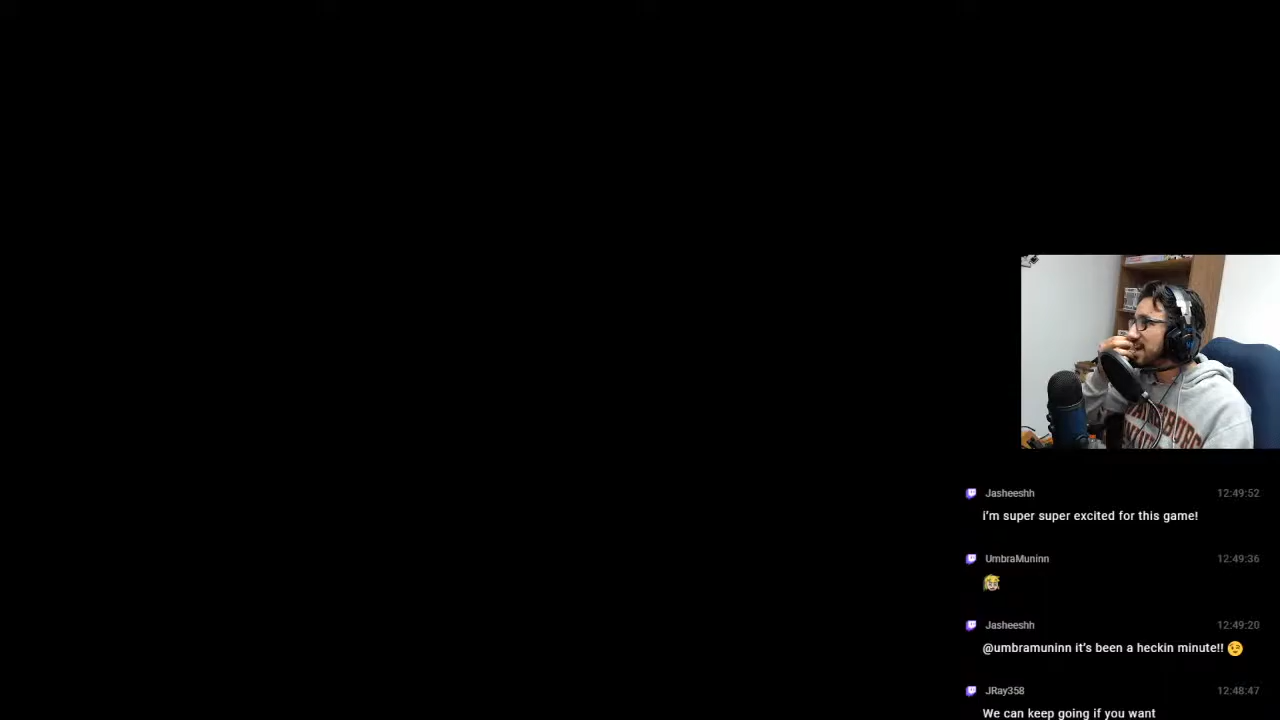 Jasheeshh 12:49:52
i'm super super excited for this game!
UmbraMuninn 12:49:36
Jasheeshh 12:49:20
@umbramuninn it's been a heckin minute!!
JRay358 12:48:47
We can keep going if you want